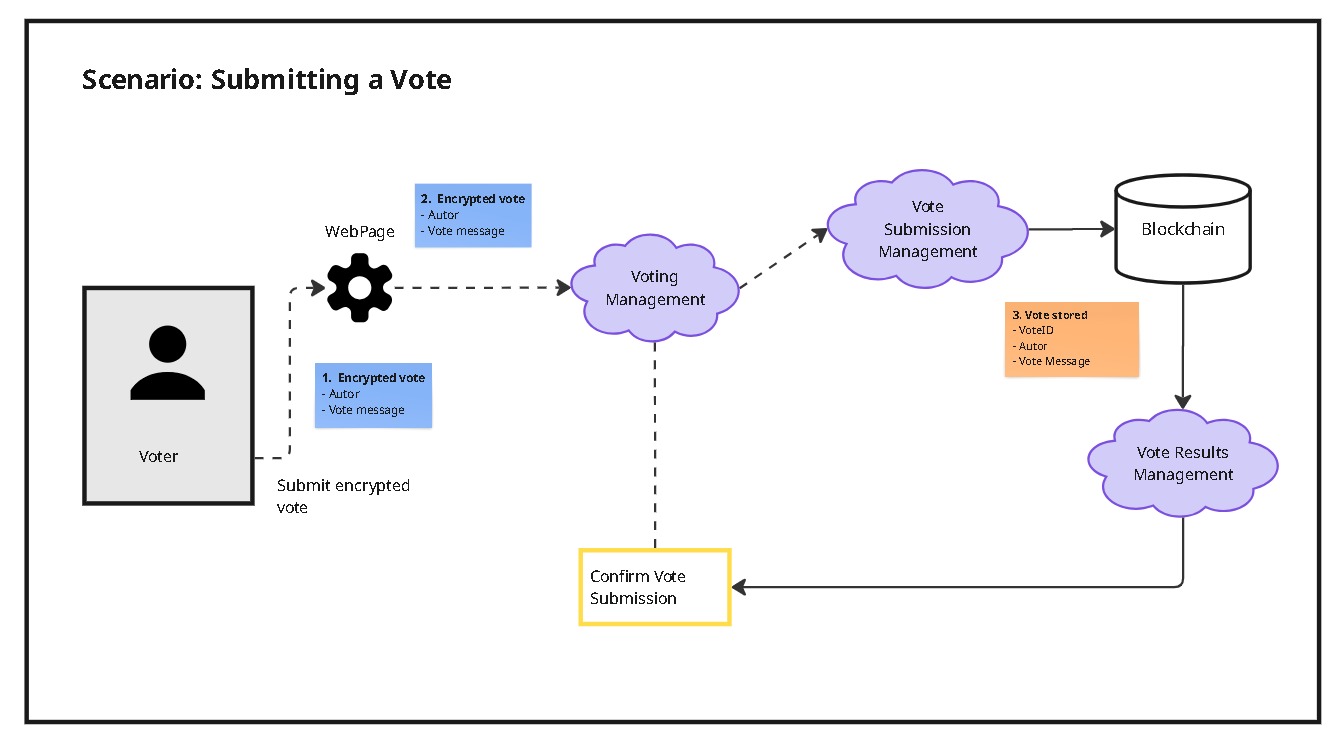 Scenario: Submitting a Vote
2. Encrypted vote
- Autor
- Vote message
WebPage
Voting
Management
Vote
Submission
Management
Blockchain
3. Vote stored
- VoteID
- Autor
- Vote Message
1. Encrypted vote
- Autor
- Vote message
Voter
Submit encrypted
vote
Vote Results
Management
Confirm Vote
Submission